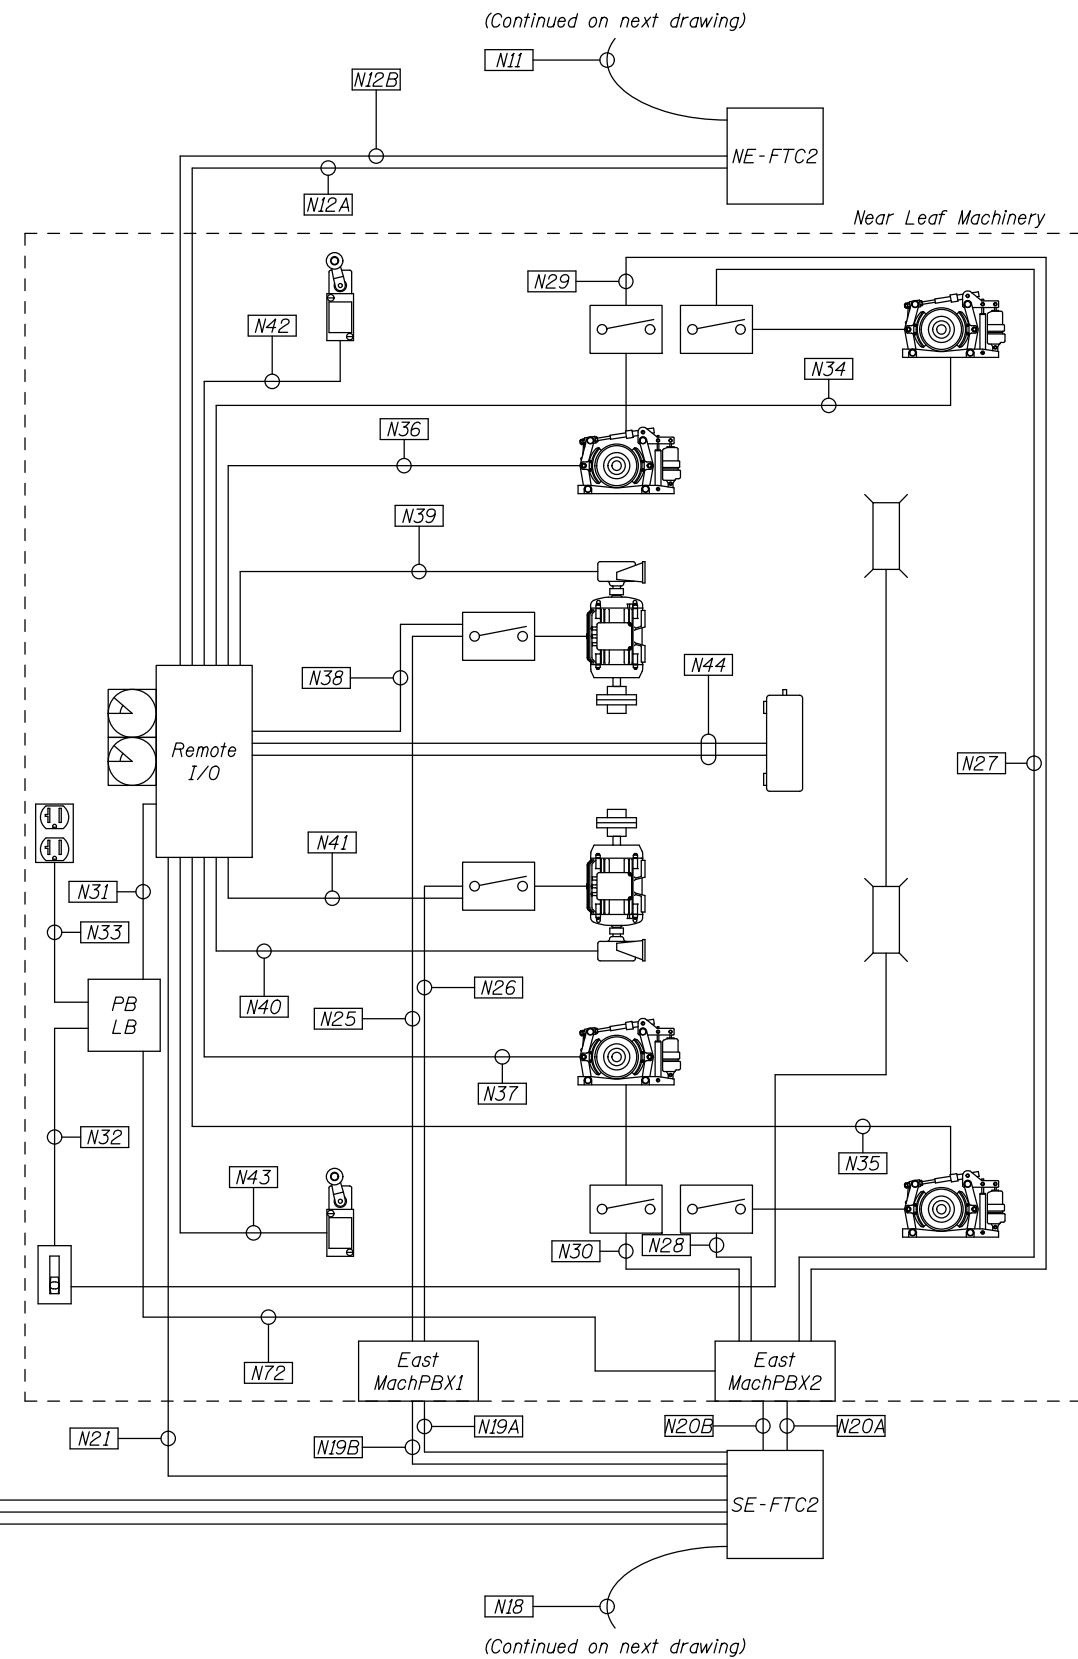 (Continued on next drawing)
N11
N12B
NE-FTC2
N12A
Near Leaf Machinery
N29
N42
N34
N36
N39
N44
N38
Remote
I/O
N27
N41
N31
N33
N26
PB
LB
N40
N25
N37
N32
N35
N43
N30
N28
East
MachPBX1
East
MachPBX2
N72
N19A
N20B
N20A
N21
N19B
SE-FTC2
N18
(Continued on next drawing)